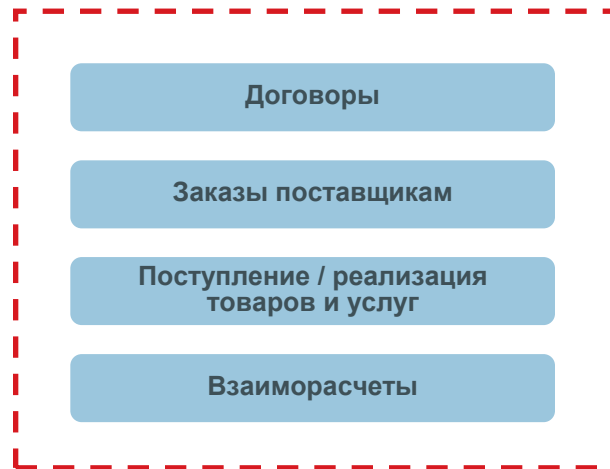 Договоры
Заказы поставщикам
Поступление / реализация
товаров и услуг
Взаиморасчеты